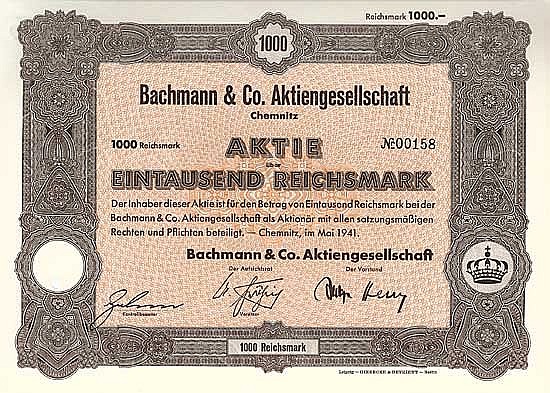 Reichsmark 1000.—
1000
Bachmann & Co. Aktiengesellschaft
Chemnitz
1000 Reichsmark AKTIE № 00158
über
EINTAUSEND REICHSMARK
Der Inhaber dieser Aktie ist für den Betrag von Eintausend Reichsmark bei der
Bachmann & Co. Aktiengesellschaft als Aktionär mit allen satzungsmäßigen
Rechten und Pflichten beteiligt. — Chemnitz, im Mai 1941.
Bachmann & Co. Aktiengesellschaft
Der Aufsichtsrat Der Vorstand
Kontrollbeamter Vorsitzer
1000 Reichsmark
Leipzig — GIESECKE & DEVRIENT — Berlin